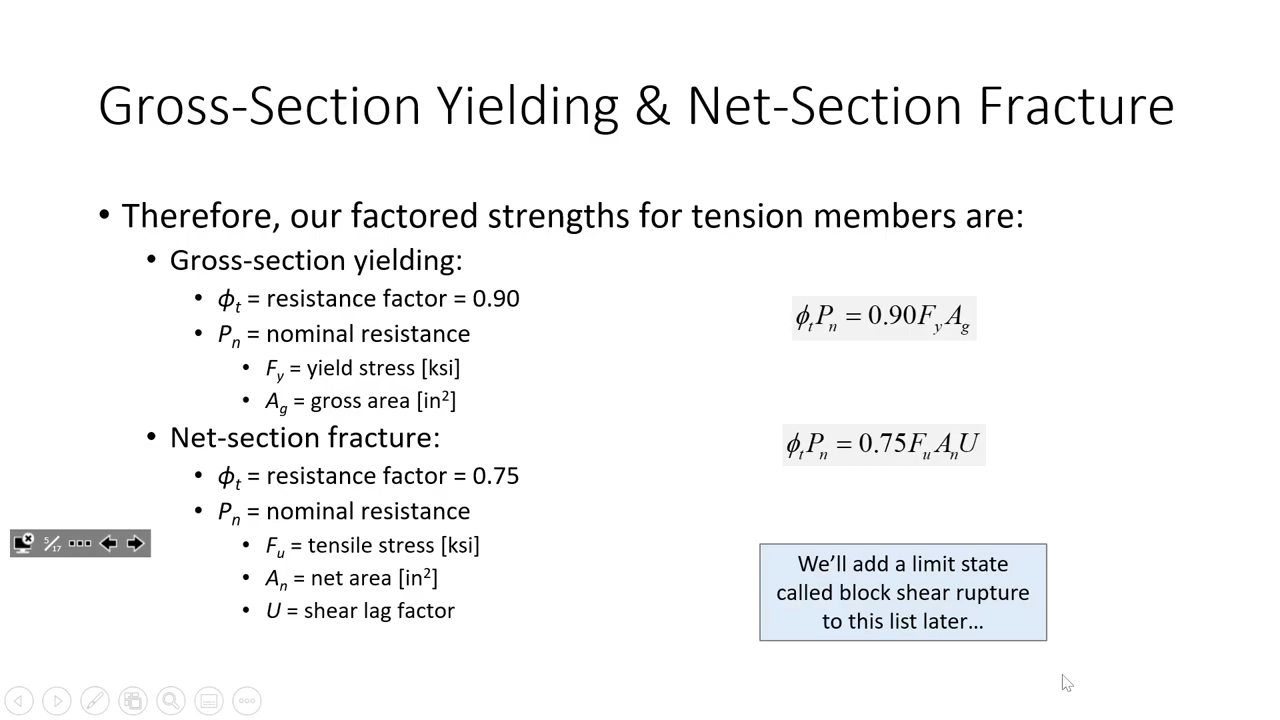 Gross-Section Yielding & Net-Section Fracture
• Therefore, our factored strengths for tension members are:
• Gross-section yielding:
• ϕt = resistance factor = 0.90
• Pn = nominal resistance
• Fy = yield stress [ksi]
• Ag = gross area [in²]
ϕtPn = 0.90FyAg
• Net-section fracture:
• ϕt = resistance factor = 0.75
• Pn = nominal resistance
• Fu = tensile stress [ksi]
• An = net area [in²]
• U = shear lag factor
ϕtPn = 0.75FuAnU
5/17
We’ll add a limit state
called block shear rupture
to this list later…